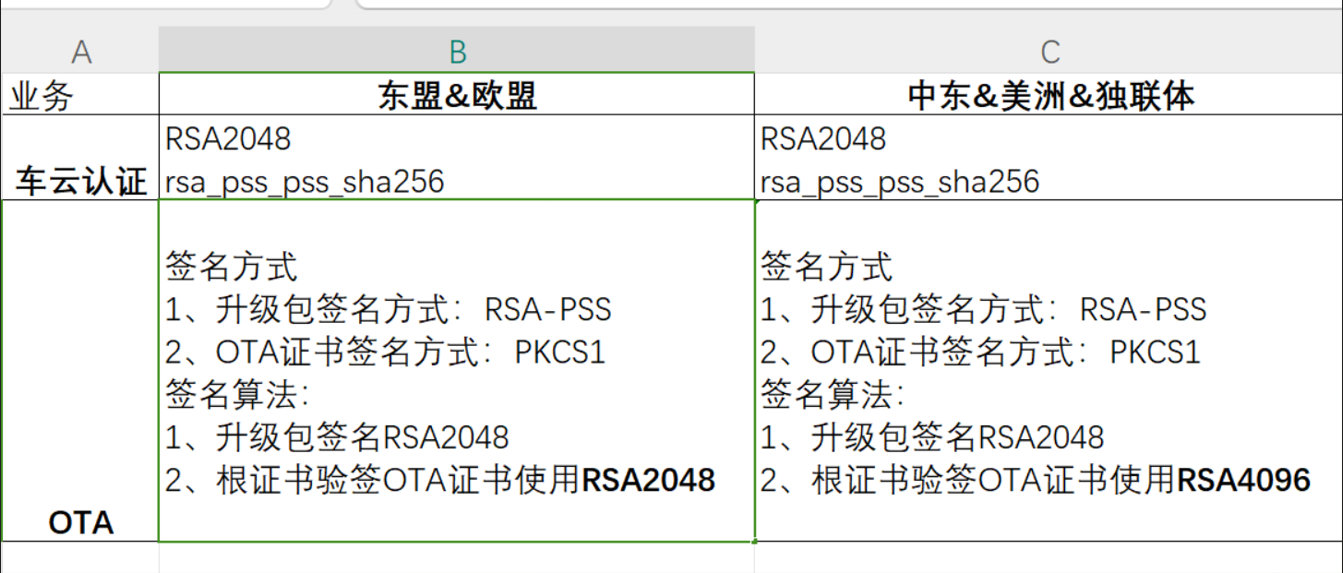 A B C
业务 东盟&欧盟 中东&美洲&独联体
车云认证
RSA2048
rsa_pss_pss_sha256
RSA2048
rsa_pss_pss_sha256
OTA
签名方式
1、升级包签名方式：RSA-PSS
2、OTA证书签名方式：PKCS1
签名算法：
1、升级包签名RSA2048
2、根证书验签OTA证书使用RSA2048
签名方式
1、升级包签名方式：RSA-PSS
2、OTA证书签名方式：PKCS1
签名算法：
1、升级包签名RSA2048
2、根证书验签OTA证书使用RSA4096